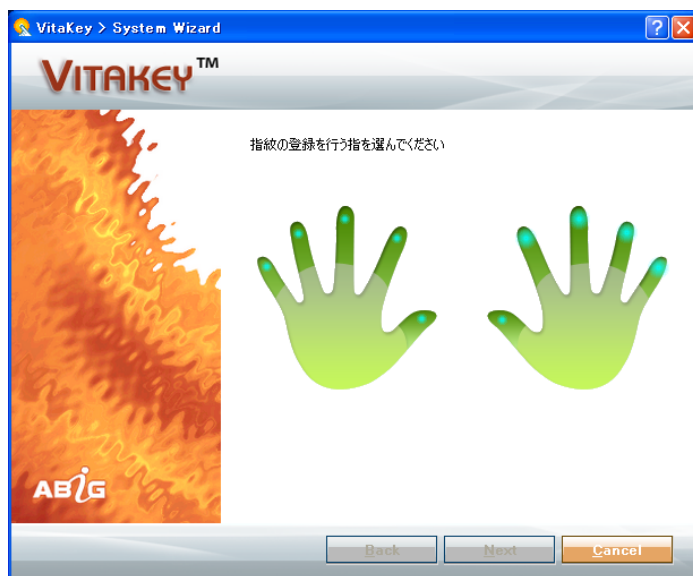 VitaKey > System Wizard
VITAKEY™
指紋の登録を行う指を選んでください
ABiG
Back Next Cancel